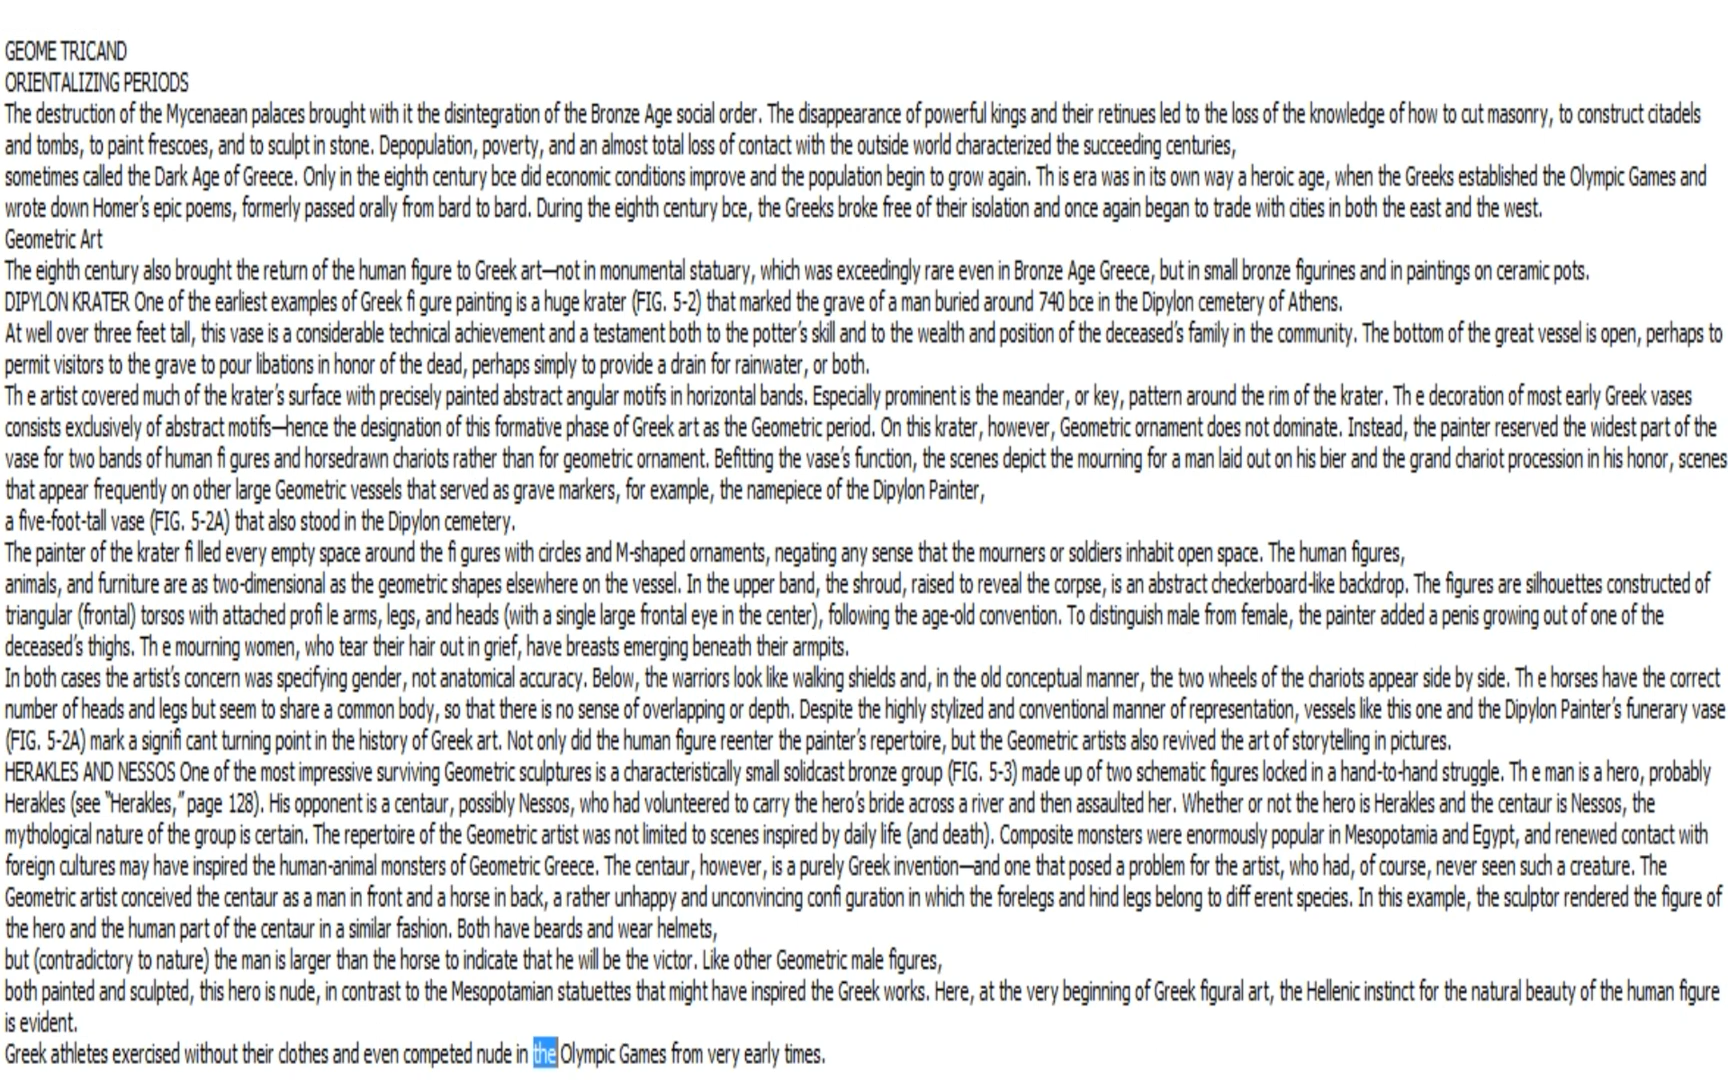 GEOME TRICAND
ORIENTALIZING PERIODS
The destruction of the Mycenaean palaces brought with it the disintegration of the Bronze Age social order. The disappearance of powerful kings and their retinues led to the loss of the knowledge of how to cut masonry, to construct citadels
and tombs, to paint frescoes, and to sculpt in stone. Depopulation, poverty, and an almost total loss of contact with the outside world characterized the succeeding centuries,
sometimes called the Dark Age of Greece. Only in the eighth century bce did economic conditions improve and the population begin to grow again. Th is era was in its own way a heroic age, when the Greeks established the Olympic Games and
wrote down Homer's epic poems, formerly passed orally from bard to bard. During the eighth century bce, the Greeks broke free of their isolation and once again began to trade with cities in both the east and the west.
Geometric Art
The eighth century also brought the return of the human figure to Greek art—not in monumental statuary, which was exceedingly rare even in Bronze Age Greece, but in small bronze figurines and in paintings on ceramic pots.
DIPYLON KRATER One of the earliest examples of Greek fi gure painting is a huge krater (FIG. 5-2) that marked the grave of a man buried around 740 bce in the Dipylon cemetery of Athens.
At well over three feet tall, this vase is a considerable technical achievement and a testament both to the potter's skill and to the wealth and position of the deceased's family in the community. The bottom of the great vessel is open, perhaps to
permit visitors to the grave to pour libations in honor of the dead, perhaps simply to provide a drain for rainwater, or both.
Th e artist covered much of the krater's surface with precisely painted abstract angular motifs in horizontal bands. Especially prominent is the meander, or key, pattern around the rim of the krater. Th e decoration of most early Greek vases
consists exclusively of abstract motifs—hence the designation of this formative phase of Greek art as the Geometric period. On this krater, however, Geometric ornament does not dominate. Instead, the painter reserved the widest part of the
vase for two bands of human fi gures and horsedrawn chariots rather than for geometric ornament. Befitting the vase's function, the scenes depict the mourning for a man laid out on his bier and the grand chariot procession in his honor, scenes
that appear frequently on other large Geometric vessels that served as grave markers, for example, the namepiece of the Dipylon Painter,
a five-foot-tall vase (FIG. 5-2A) that also stood in the Dipylon cemetery.
The painter of the krater fi lled every empty space around the fi gures with circles and M-shaped ornaments, negating any sense that the mourners or soldiers inhabit open space. The human figures,
animals, and furniture are as two-dimensional as the geometric shapes elsewhere on the vessel. In the upper band, the shroud, raised to reveal the corpse, is an abstract checkerboard-like backdrop. The figures are silhouettes constructed of
triangular (frontal) torsos with attached profi le arms, legs, and heads (with a single large frontal eye in the center), following the age-old convention. To distinguish male from female, the painter added a penis growing out of one of the
deceased's thighs. Th e mourning women, who tear their hair out in grief, have breasts emerging beneath their armpits.
In both cases the artist's concern was specifying gender, not anatomical accuracy. Below, the warriors look like walking shields and, in the old conceptual manner, the two wheels of the chariots appear side by side. Th e horses have the correct
number of heads and legs but seem to share a common body, so that there is no sense of overlapping or depth. Despite the highly stylized and conventional manner of representation, vessels like this one and the Dipylon Painter's funerary vase
(FIG. 5-2A) mark a signifi cant turning point in the history of Greek art. Not only did the human figure reenter the painter's repertoire, but the Geometric artists also revived the art of storytelling in pictures.
HERAKLES AND NESSOS One of the most impressive surviving Geometric sculptures is a characteristically small solidcast bronze group (FIG. 5-3) made up of two schematic figures locked in a hand-to-hand struggle. Th e man is a hero, probably
Herakles (see "Herakles," page 128). His opponent is a centaur, possibly Nessos, who had volunteered to carry the hero's bride across a river and then assaulted her. Whether or not the hero is Herakles and the centaur is Nessos, the
mythological nature of the group is certain. The repertoire of the Geometric artist was not limited to scenes inspired by daily life (and death). Composite monsters were enormously popular in Mesopotamia and Egypt, and renewed contact with
foreign cultures may have inspired the human-animal monsters of Geometric Greece. The centaur, however, is a purely Greek invention—and one that posed a problem for the artist, who had, of course, never seen such a creature. The
Geometric artist conceived the centaur as a man in front and a horse in back, a rather unhappy and unconvincing confi guration in which the forelegs and hind legs belong to diff erent species. In this example, the sculptor rendered the figure of
the hero and the human part of the centaur in a similar fashion. Both have beards and wear helmets,
but (contradictory to nature) the man is larger than the horse to indicate that he will be the victor. Like other Geometric male figures,
both painted and sculpted, this hero is nude, in contrast to the Mesopotamian statuettes that might have inspired the Greek works. Here, at the very beginning of Greek figural art, the Hellenic instinct for the natural beauty of the human figure
is evident.
Greek athletes exercised without their clothes and even competed nude in the Olympic Games from very early times.